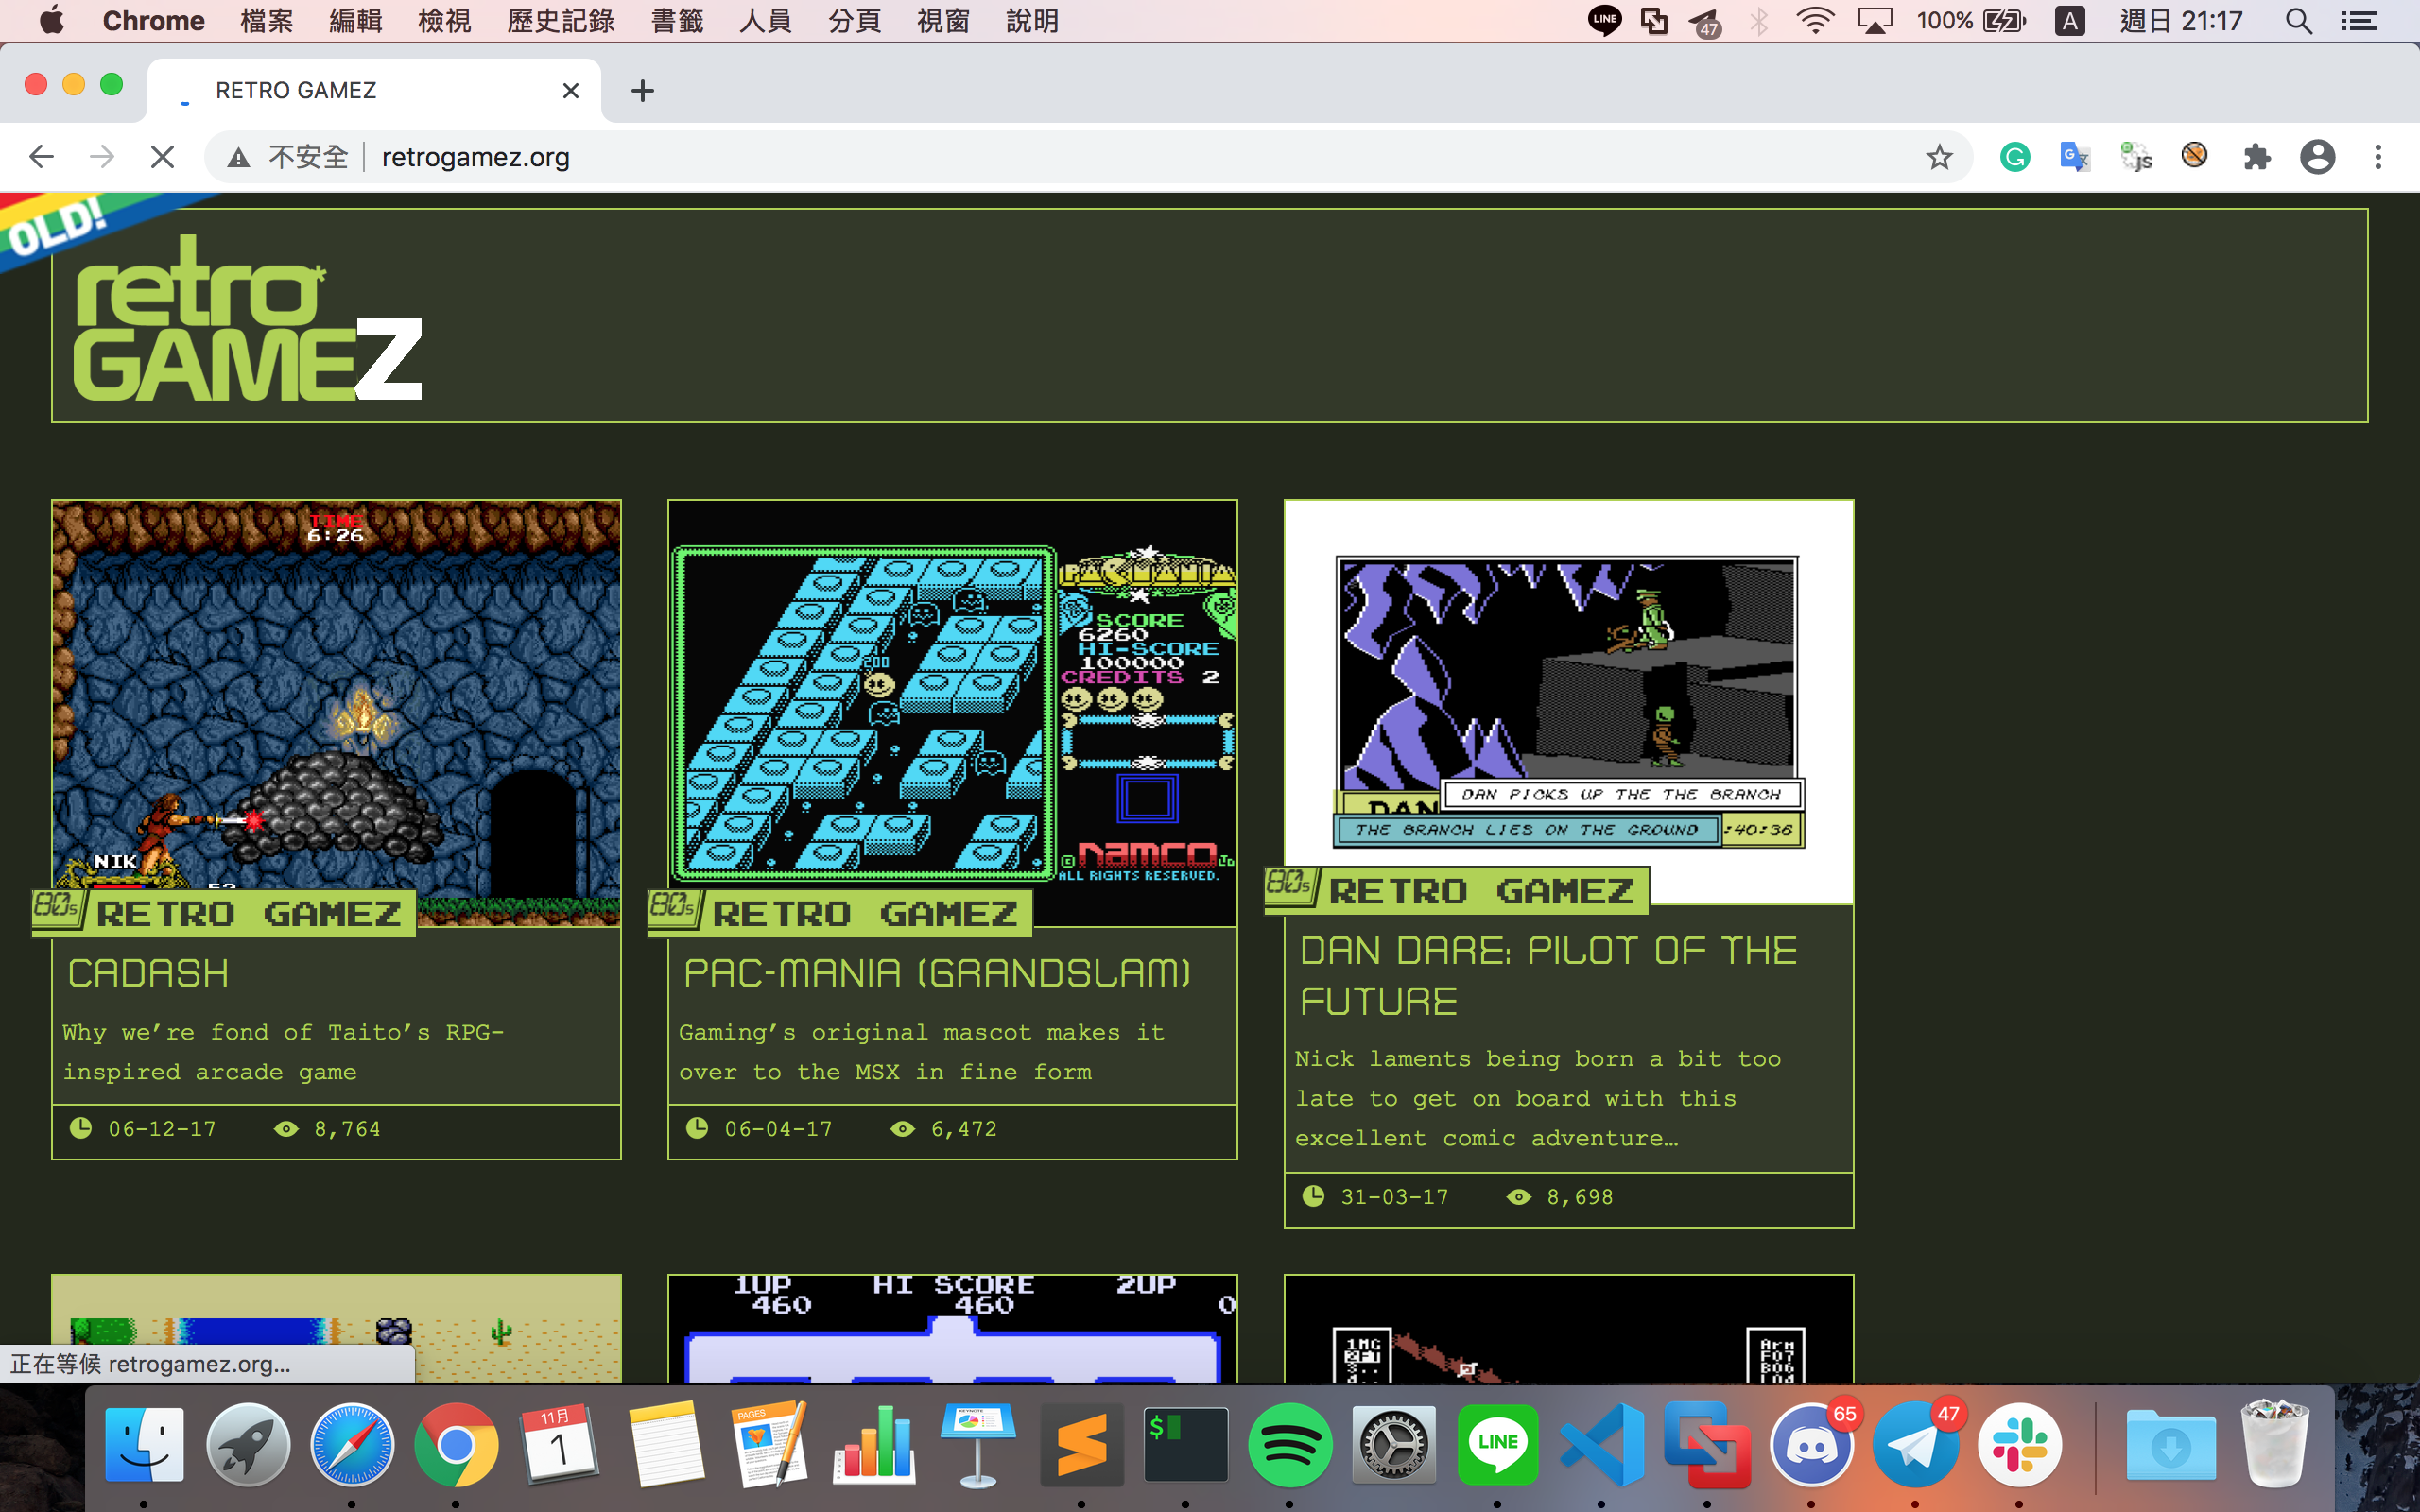 Chrome 檔案 編輯 檢視 歷史記錄 書籤 人員 分頁 視窗 說明 LINE 47 100% A 週日 21:17
RETRO GAMEZ
不安全 retrogamez.org
OLD!
retro*
GAMEZ
TIME
6:26
NIK
80s RETRO GAMEZ
CADASH
Why we’re fond of Taito’s RPG-
inspired arcade game
06-12-17 8,764
PAC-MANIA
SCORE
6260
HI-SCORE
100000
CREDITS 2
200
© namco
ALL RIGHTS RESERVED.
80s RETRO GAMEZ
PAC-MANIA (GRANDSLAM)
Gaming’s original mascot makes it
over to the MSX in fine form
06-04-17 6,472
DAN PICKS UP THE THE BRANCH
DAN
THE BRANCH LIES ON THE GROUND :40:36
80s RETRO GAMEZ
DAN DARE: PILOT OF THE
FUTURE
Nick laments being born a bit too
late to get on board with this
excellent comic adventure…
31-03-17 8,698
1UP HI SCORE 2UP
460 460 0
正在等候 retrogamez.org...
11月
1
PAGES
KEYNOTE
$
LINE
65
47